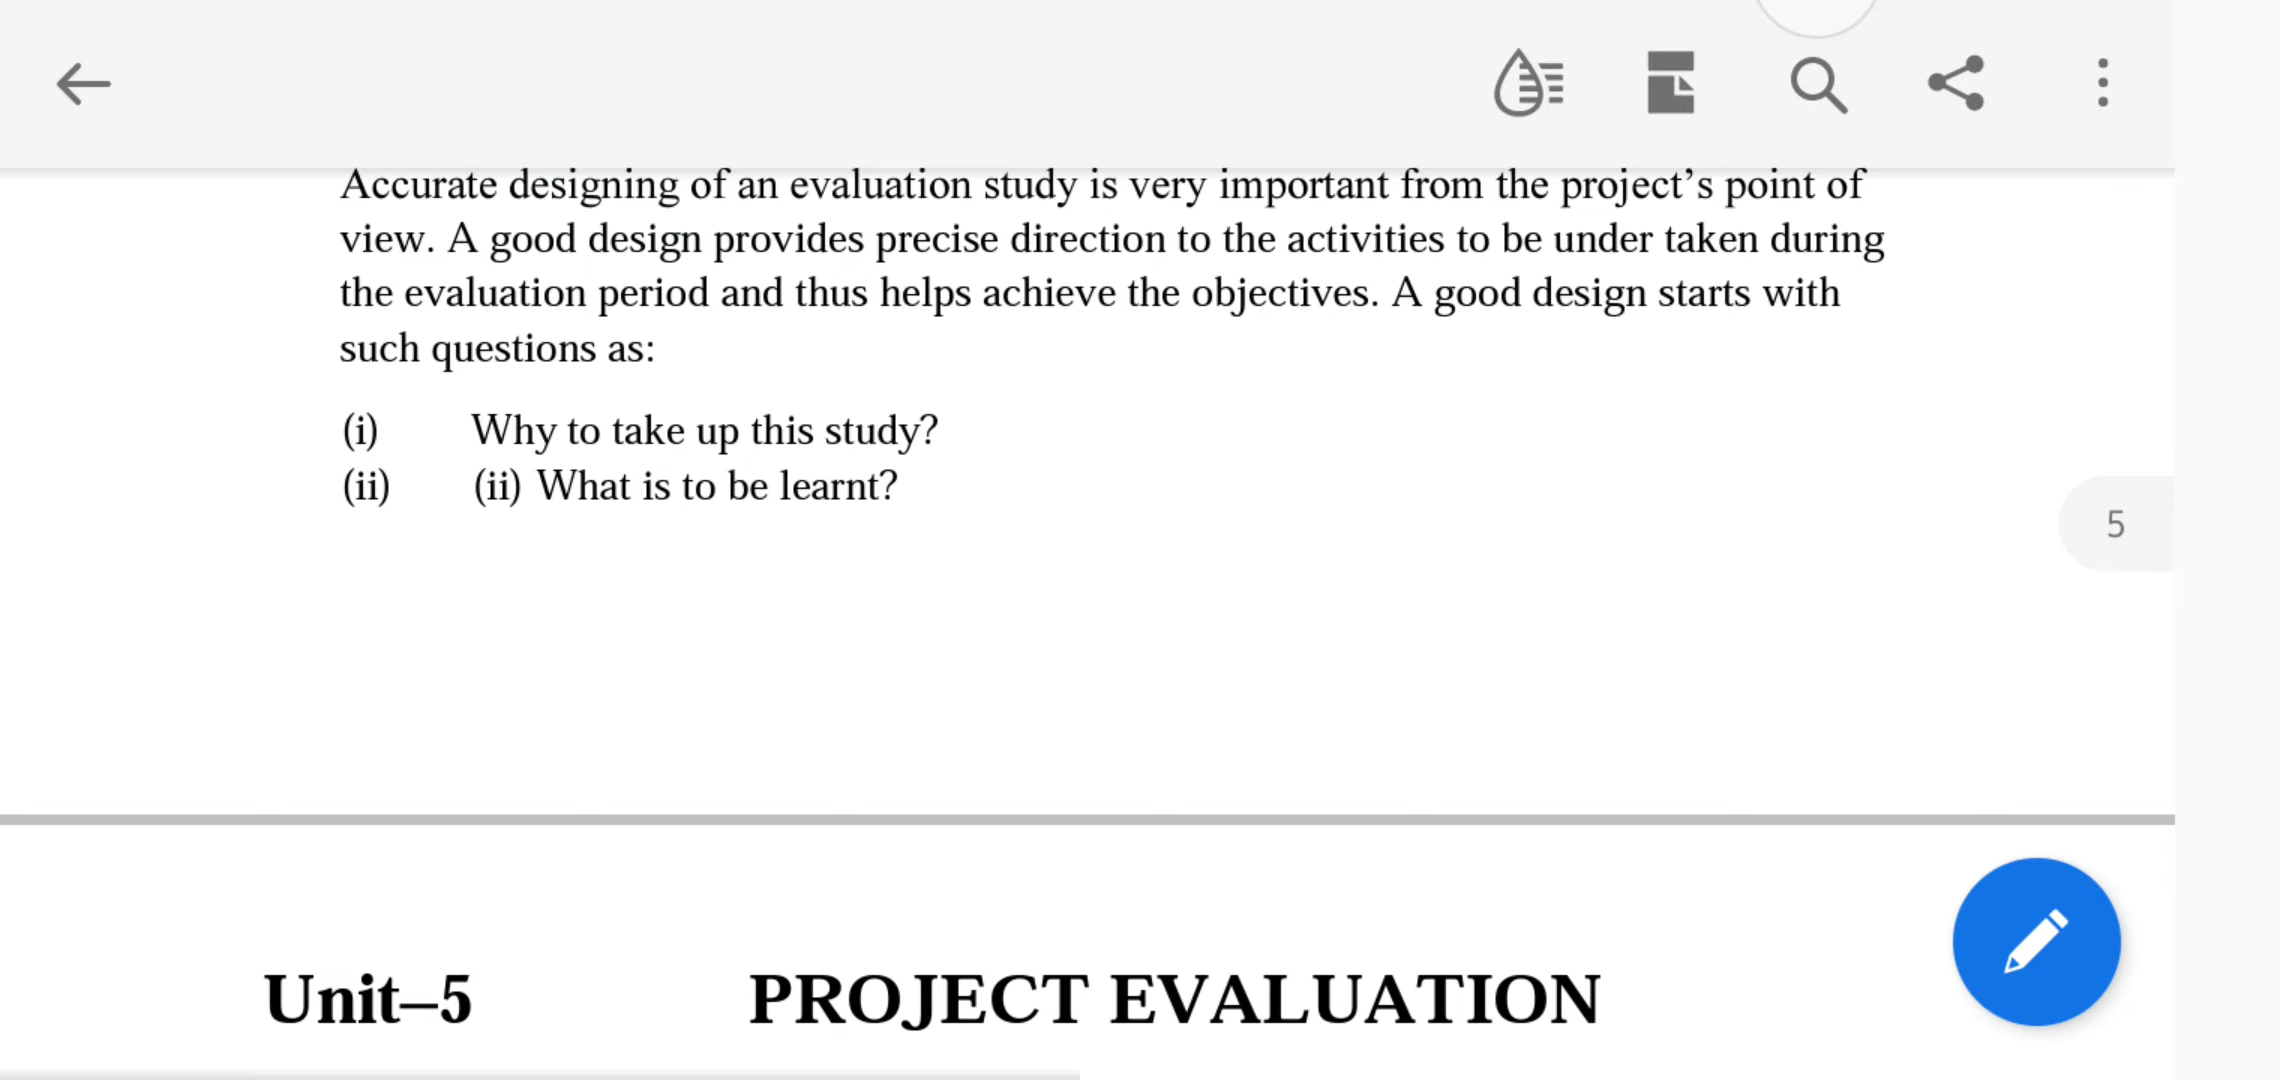 Accurate designing of an evaluation study is very important from the project’s point of
view. A good design provides precise direction to the activities to be under taken during
the evaluation period and thus helps achieve the objectives. A good design starts with
such questions as:
(i) Why to take up this study?
(ii) (ii) What is to be learnt?
5
Unit–5 PROJECT EVALUATION